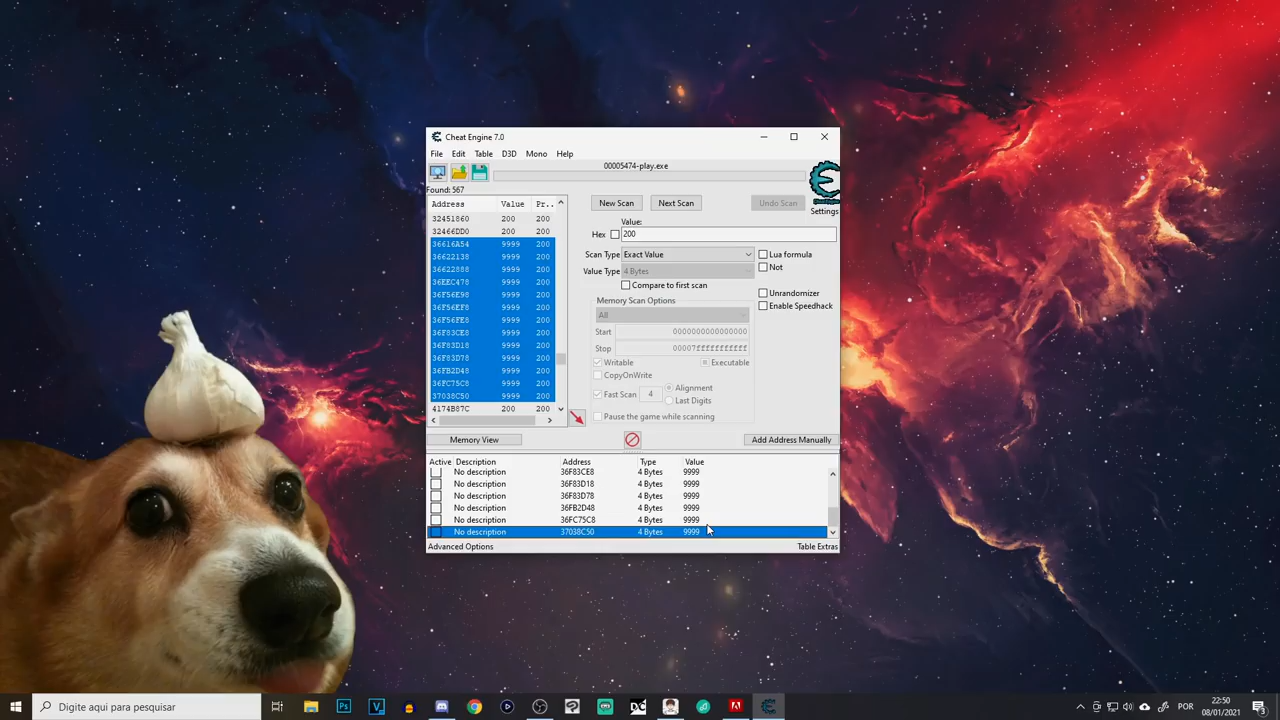 Cheat Engine 7.0
File Edit Table D3D Mono Help
00005474-play.exe
Found: 567
Settings
Address Value Pr..
32451860 200 200
32466DD0 200 200
36616A54 9999 200
36622138 9999 200
36622888 9999 200
36EEC478 9999 200
36F56E98 9999 200
36F56EF8 9999 200
36F56FE8 9999 200
36F83CE8 9999 200
36F83D18 9999 200
36F83D78 9999 200
36FB2D48 9999 200
36FC75C8 9999 200
37038C50 9999 200
4174B87C 200 200
New Scan Next Scan Undo Scan
Value:
Hex 200
Scan Type Exact Value
Value Type 4 Bytes
Compare to first scan
Lua formula
Not
Unrandomizer
Enable Speedhack
Memory Scan Options
All
Start 0000000000000000
Stop 00007fffffffffff
Writable Executable
CopyOnWrite
Fast Scan 4 Alignment
Last Digits
Pause the game while scanning
Memory View Add Address Manually
Active Description Address Type Value
No description 36F83CE8 4 Bytes 9999
No description 36F83D18 4 Bytes 9999
No description 36F83D78 4 Bytes 9999
No description 36FB2D48 4 Bytes 9999
No description 36FC75C8 4 Bytes 9999
No description 37038C50 4 Bytes 9999
Advanced Options Table Extras
Digite aqui para pesquisar
Ps
V
POR
22:50
08/01/2021